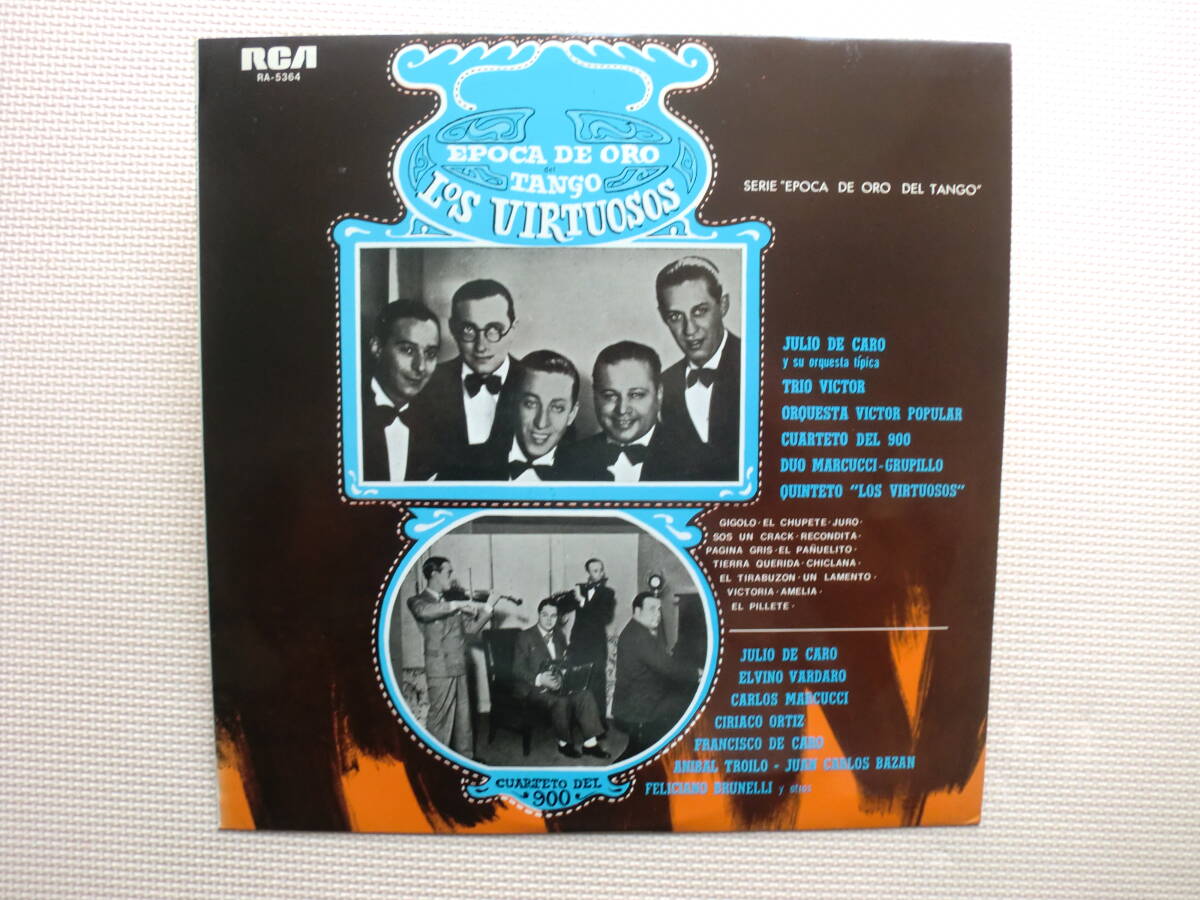 RCA
RA-5364
EPOCA DE ORO
del
TANGO
LOS VIRTUOSOS
SERIE "EPOCA DE ORO DEL TANGO"
JULIO DE CARO
y su orquesta típica
TRIO VICTOR
ORQUESTA VICTOR POPULAR
CUARTETO DEL 900
DUO MARCUCCI-GRUPILLO
QUINTETO "LOS VIRTUOSOS"
GIGOLO·EL CHUPETE·JURO·
SOS UN CRACK·RECONDITA·
PAGINA GRIS·EL PAÑUELITO·
TIERRA QUERIDA·CHICLANA·
EL TIRABUZON·UN LAMENTO·
VICTORIA·AMELIA·
EL PILLETE·
JULIO DE CARO
ELVINO VARDARO
CARLOS MARCUCCI
CIRIACO ORTIZ
FRANCISCO DE CARO
ANIBAL TROILO - JUAN CARLOS BAZAN
FELICIANO BRUNELLI y otros
CUARTETO DEL
·900·